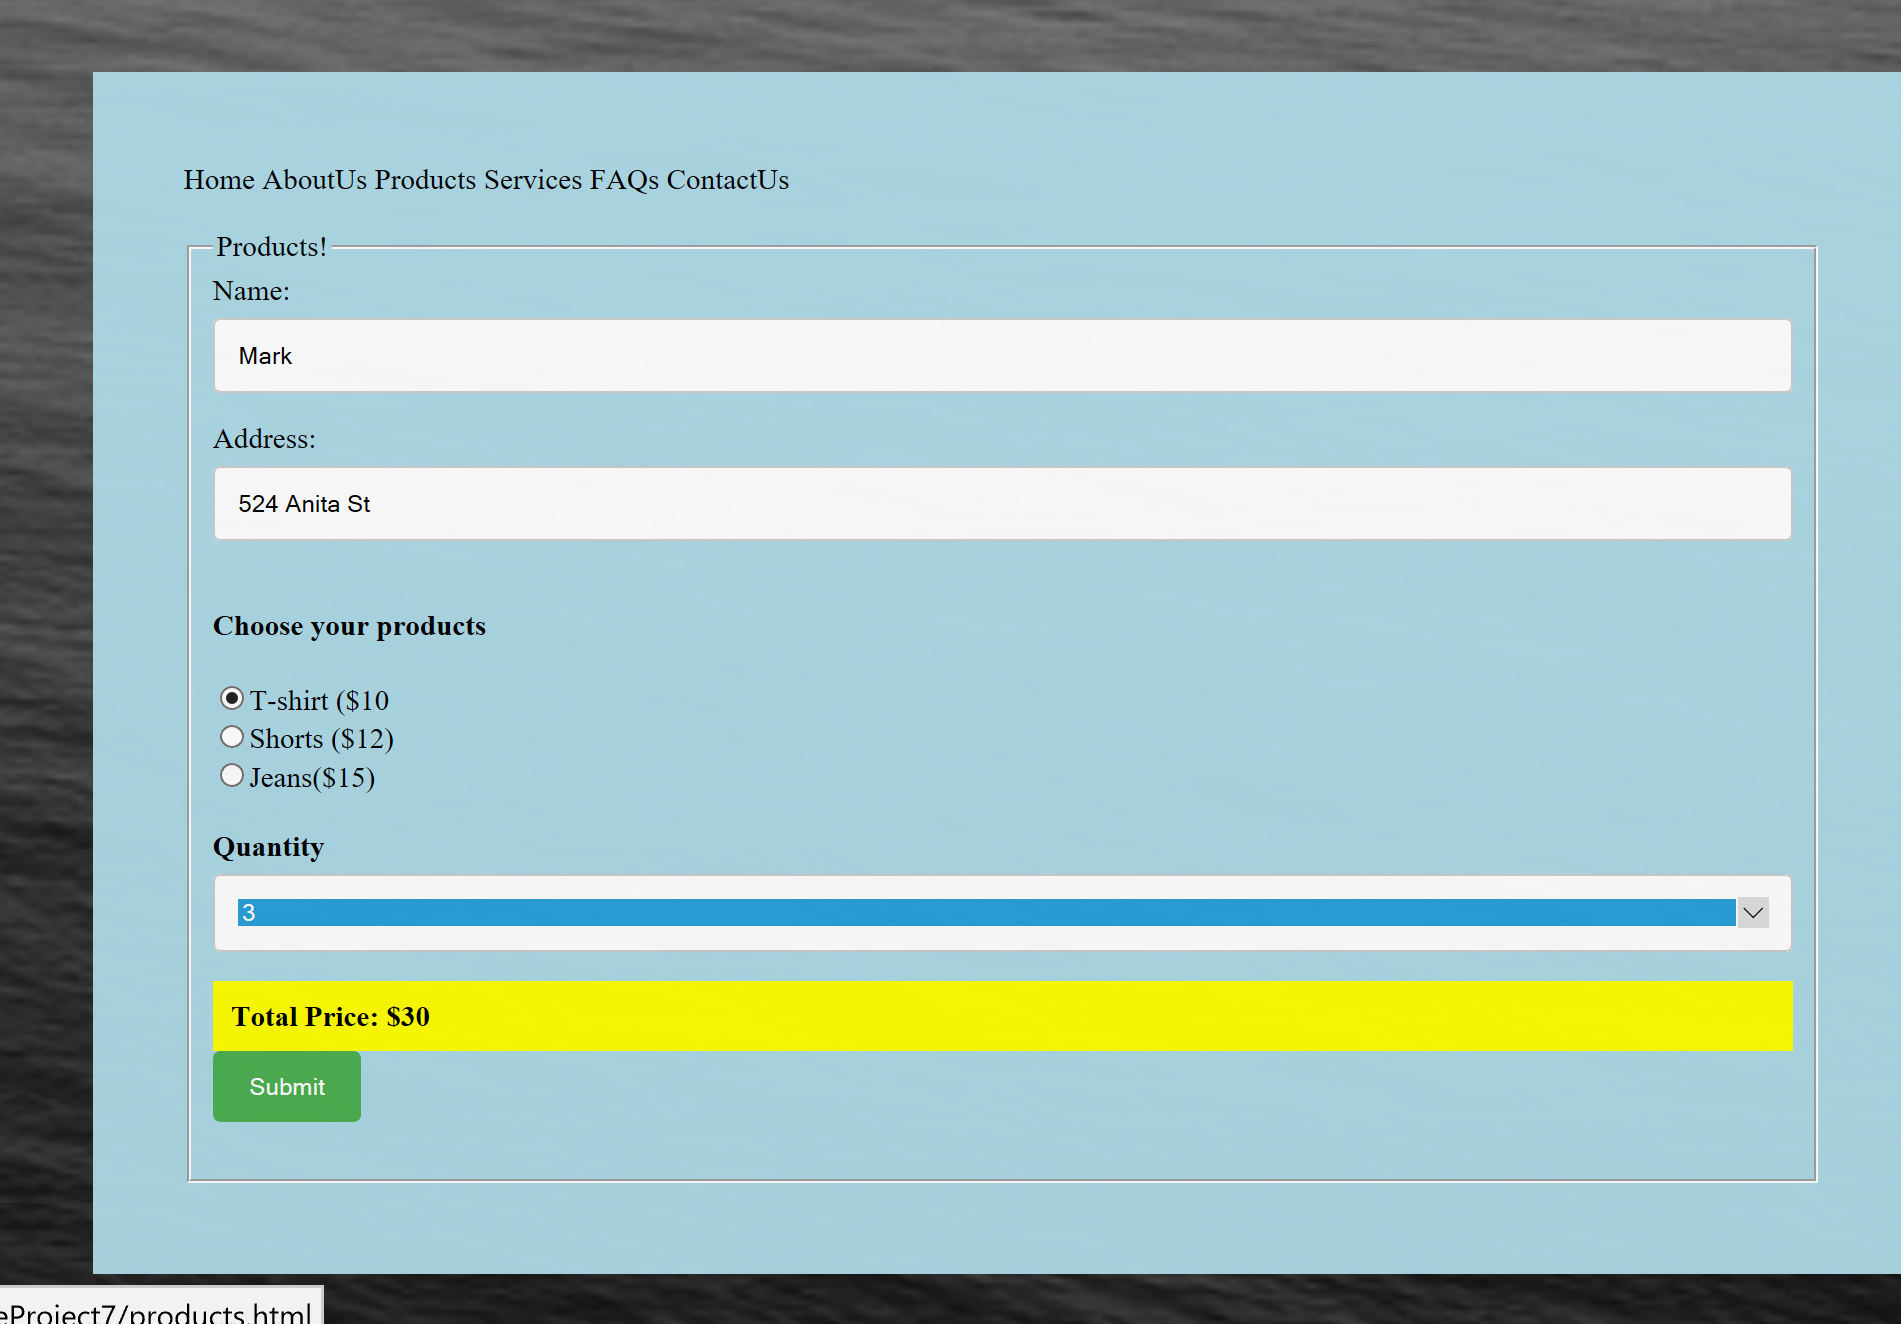 Home AboutUs Products Services FAQs ContactUs
Products!
Name:
Mark
Address:
524 Anita St
Choose your products
T-shirt ($10
Shorts ($12)
Jeans($15)
Quantity
3
Total Price: $30
Submit
eProject7/products.html